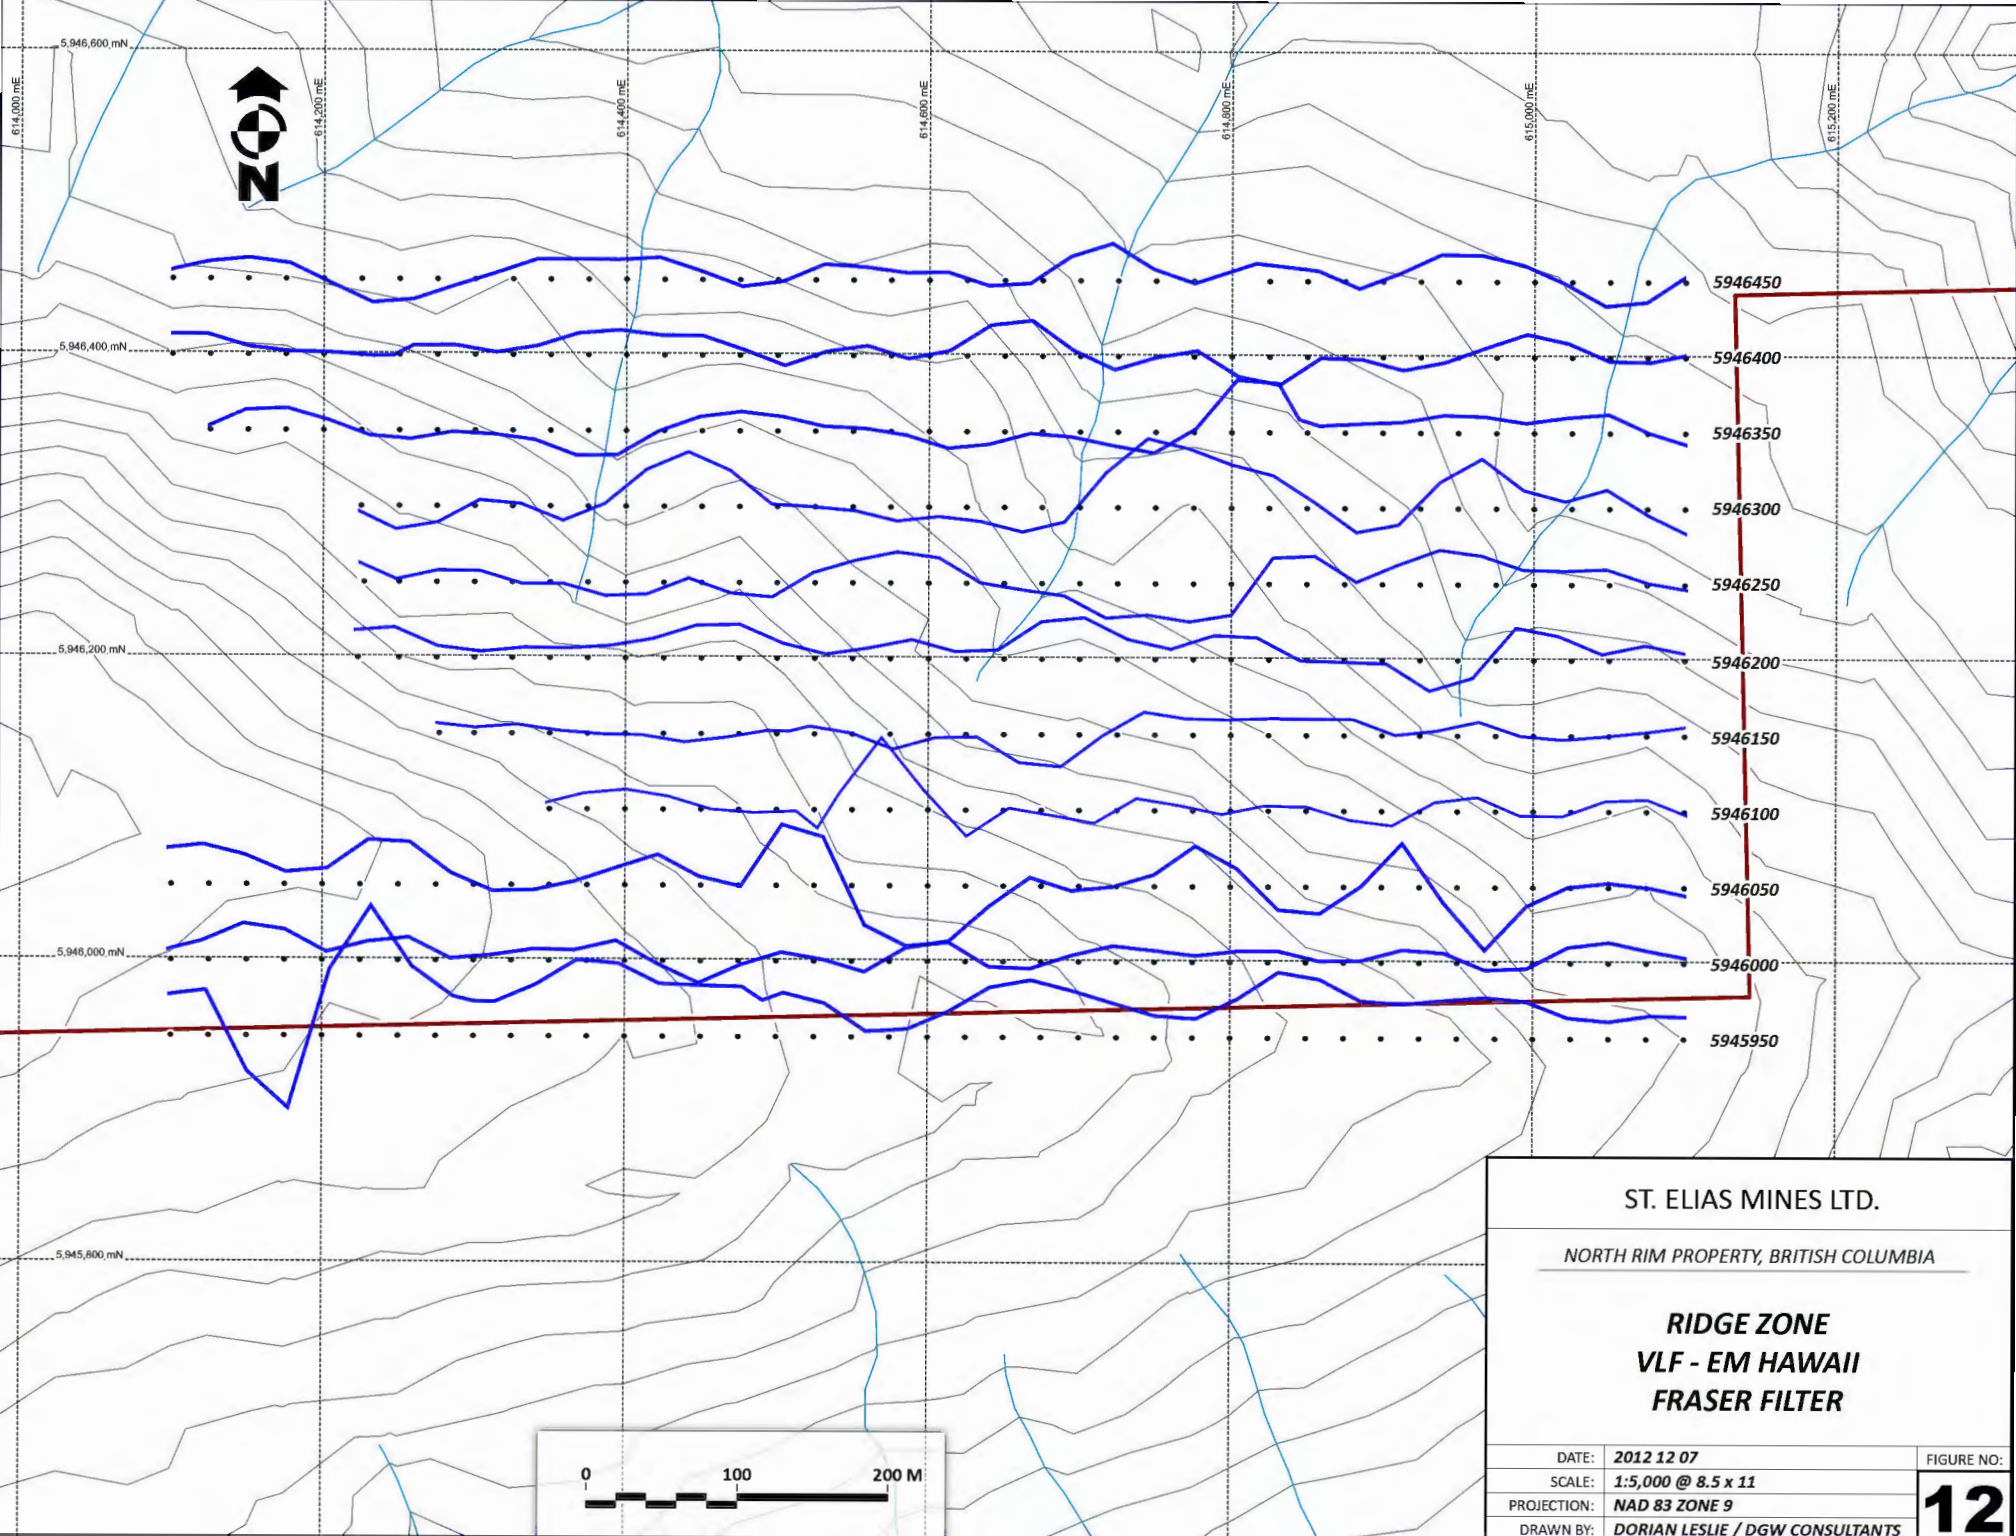 5,946,600 mN
614,000 mE
614,200 mE
614,400 mE
614,600 mE
614,800 mE
615,000 mE
615,200 mE
N
5946450
5,946,400 mN
5946400
5946350
5946300
5946250
5,946,200 mN
5946200
5946150
5946100
5946050
5,946,000 mN
5946000
5945950
5,945,800 mN
ST. ELIAS MINES LTD.
NORTH RIM PROPERTY, BRITISH COLUMBIA
RIDGE ZONE
VLF - EM HAWAII
FRASER FILTER
0 100 200 M
DATE: 2012 12 07
FIGURE NO:
SCALE: 1:5,000 @ 8.5 x 11
PROJECTION: NAD 83 ZONE 9
12
DRAWN BY: DORIAN LESLIE / DGW CONSULTANTS